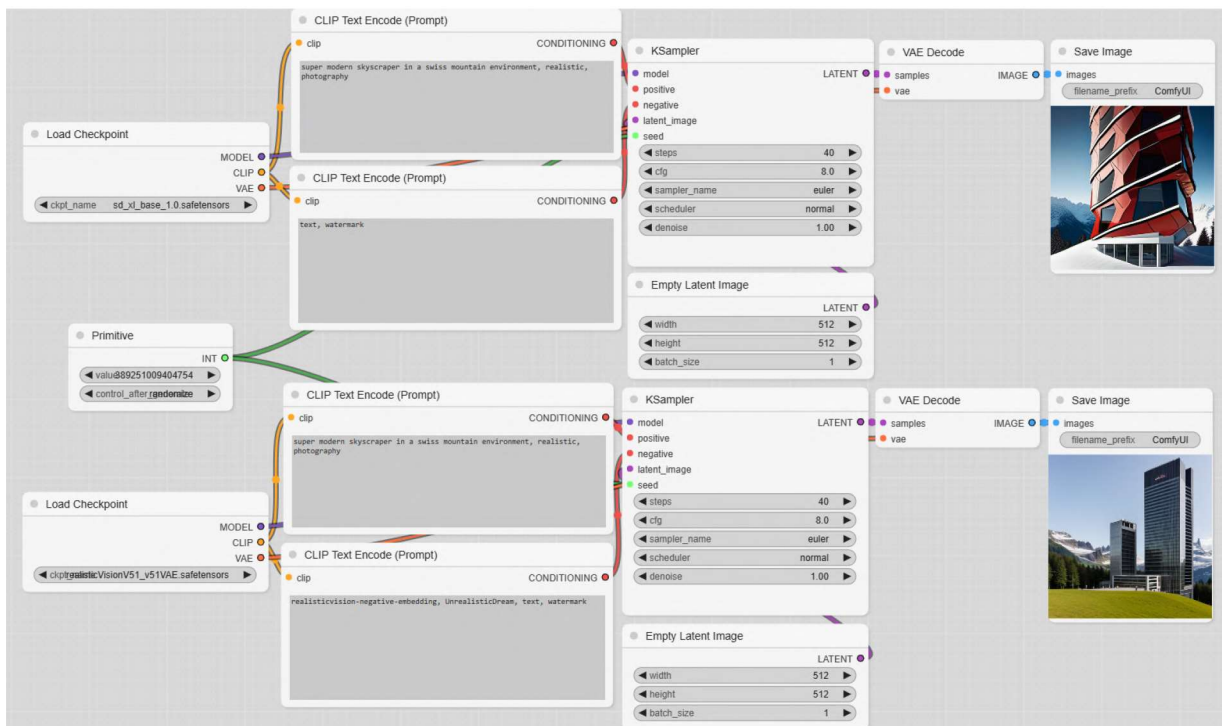 CLIP Text Encode (Prompt)
clip
CONDITIONING
super modern skyscraper in a swiss mountain environment, realistic,
photography
Load Checkpoint
MODEL
CLIP
VAE
ckpt_name sd_xl_base_1.0.safetensors
CLIP Text Encode (Prompt)
clip
CONDITIONING
text, watermark
KSampler
model
LATENT
positive
negative
latent_image
seed
steps 40
cfg 8.0
sampler_name euler
scheduler normal
denoise 1.00
VAE Decode
samples
IMAGE
vae
Save Image
images
filename_prefix ComfyUI
Empty Latent Image
LATENT
width 512
height 512
batch_size 1
Primitive
INT
389251009404754
control_after_
randomize
CLIP Text Encode (Prompt)
clip
CONDITIONING
super modern skyscraper in a swiss mountain environment, realistic,
photography
Load Checkpoint
MODEL
CLIP
VAE
realisticVisionV51_v51VAE.safetensors
CLIP Text Encode (Prompt)
clip
CONDITIONING
realisticvision-negative-embedding, UnrealisticDream, text, watermark
KSampler
model
LATENT
positive
negative
latent_image
seed
steps 40
cfg 8.0
sampler_name euler
scheduler normal
denoise 1.00
VAE Decode
samples
IMAGE
vae
Save Image
images
filename_prefix ComfyUI
Empty Latent Image
LATENT
width 512
height 512
batch_size 1